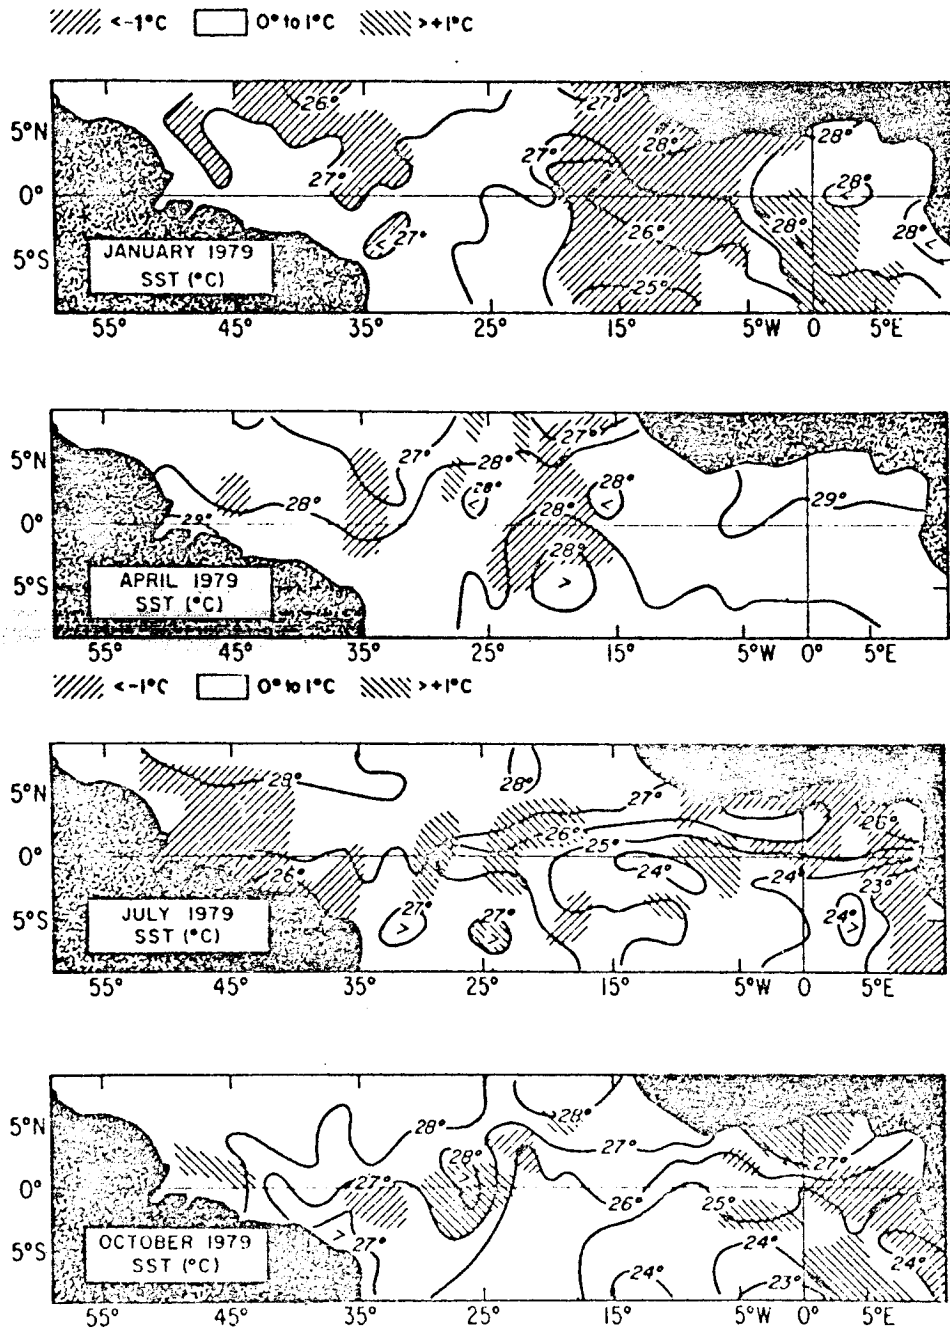 <-1°C 0° to 1°C >+1°C
26° 27° 28°
5°N 27° 28°
27° 28°
0° 26° 28°
< 27° 28° <
JANUARY 1979
SST (°C)
5°S 25°
55° 45° 35° 25° 15° 5°W 0 5°E
27°
5°N 27° 28°
28° 28° 28° 29°
0° 29° < <
28°
APRIL 1979
SST (°C)
5°S >
55° 45° 35° 25° 15° 5°W 0° 5°E
<-1°C 0° to 1°C >+1°C
28° 28°
5°N 27°
26° 26°
0° 25°
26° 24° 24° 23°
JULY 1979
SST (°C)
5°S 27° > 27° > 24° >
55° 45° 35° 25° 15° 5°W 0 5°E
5°N 28° 28° 27°
28° > 27°
0° 27° 26° 25°
> 27°
OCTOBER 1979
SST (°C)
5°S 24° 24°
24° 23°
55° 45° 35° 25° 15° 5°W 0° 5°E